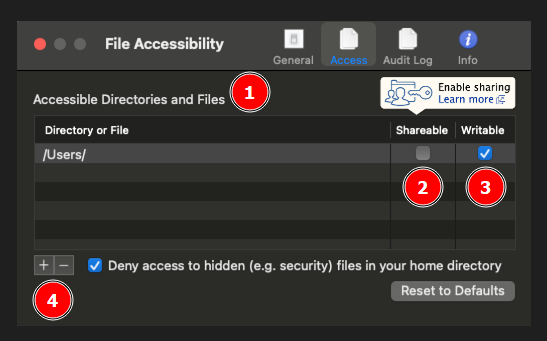 File Accessibility
General
Access
Audit Log
Info
Accessible Directories and Files
1
Enable sharing
Learn more
Directory or File
Shareable
Writable
/Users/
2
3
+ −
Deny access to hidden (e.g. security) files in your home directory
4
Reset to Defaults